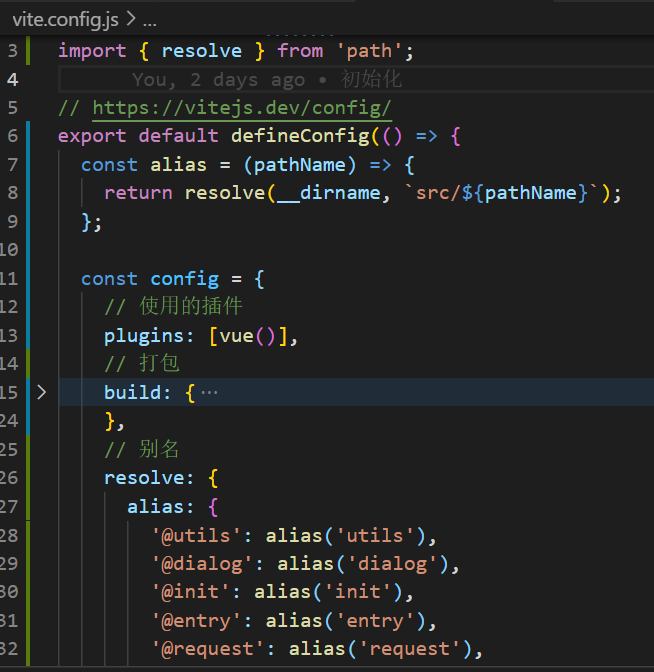 vite.config.js > ...
3 import { resolve } from 'path';
4 You, 2 days ago • 初始化
5 // https://vitejs.dev/config/
6 export default defineConfig(() => {
7 const alias = (pathName) => {
8 return resolve(__dirname, `src/${pathName}`);
9 };
10
11 const config = {
12 // 使用的插件
13 plugins: [vue()],
14 // 打包
15 build: { ...
24 },
25 // 别名
26 resolve: {
27 alias: {
28 '@utils': alias('utils'),
29 '@dialog': alias('dialog'),
30 '@init': alias('init'),
31 '@entry': alias('entry'),
32 '@request': alias('request'),